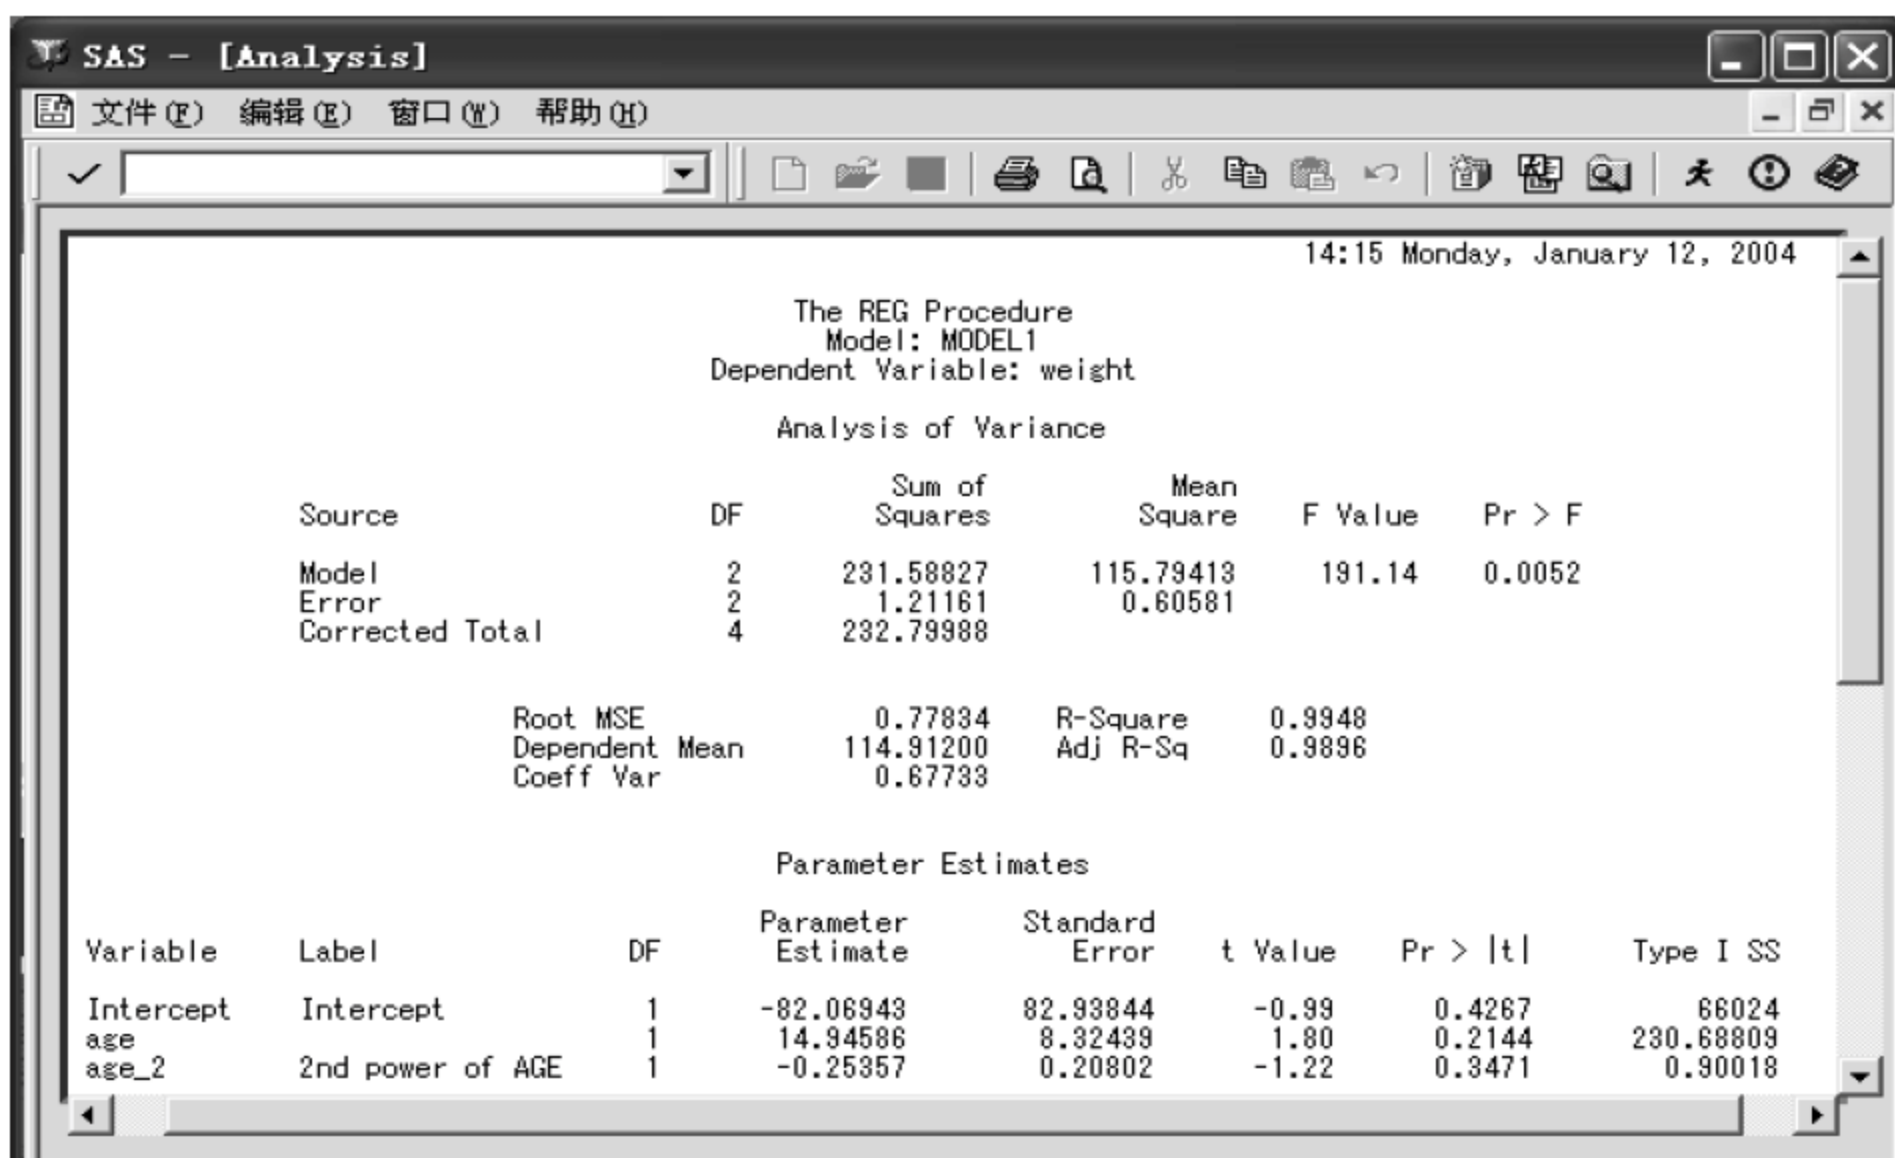 SAS - [Analysis]
文件(F) 编辑(E) 窗口(W) 帮助(H)
14:15 Monday, January 12, 2004
The REG Procedure
Model: MODEL1
Dependent Variable: weight
Analysis of Variance
Sum of Mean
Source DF Squares Square F Value Pr > F
Model 2 231.58827 115.79413 191.14 0.0052
Error 2 1.21161 0.60581
Corrected Total 4 232.79988
Root MSE 0.77834 R-Square 0.9948
Dependent Mean 114.91200 Adj R-Sq 0.9896
Coeff Var 0.67733
Parameter Estimates
Parameter Standard
Variable Label DF Estimate Error t Value Pr > |t| Type I SS
Intercept Intercept 1 -82.06943 82.93844 -0.99 0.4267 66024
age 1 14.94586 8.32439 1.80 0.2144 230.68809
age_2 2nd power of AGE 1 -0.25357 0.20802 -1.22 0.3471 0.90018